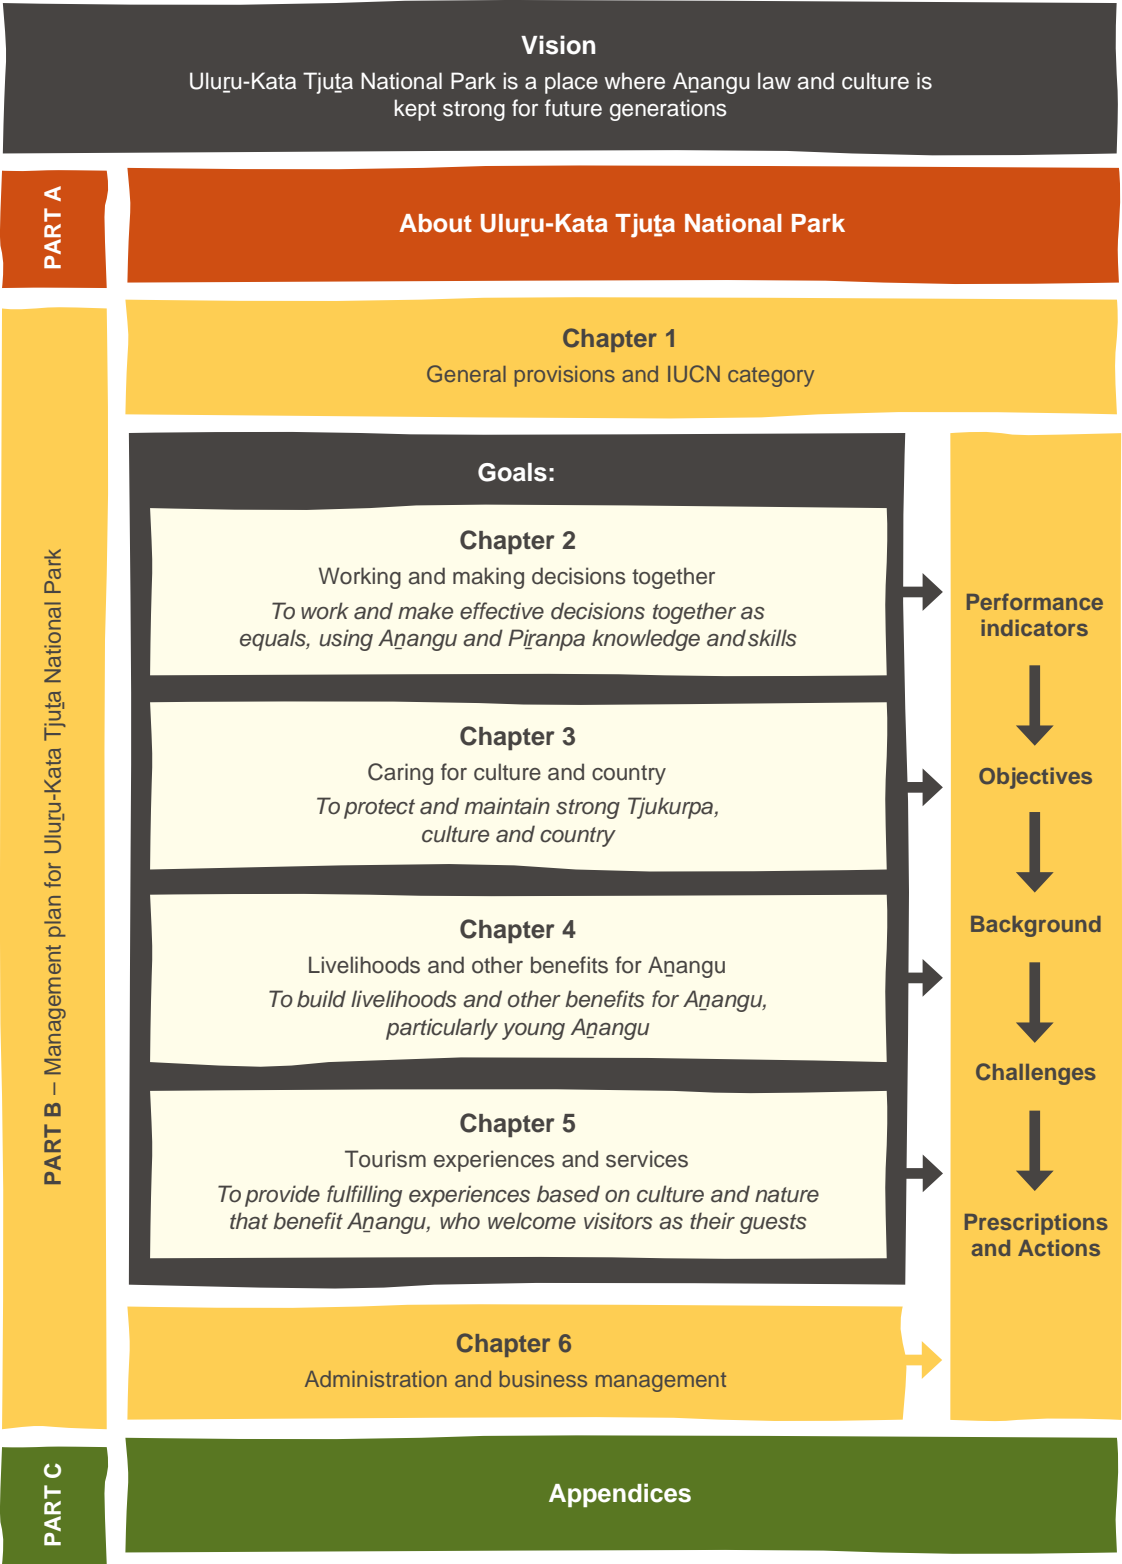 Vision
Uluṟu-Kata Tjuṯa National Park is a place where Aṉangu law and culture is
kept strong for future generations
PART A
About Uluṟu-Kata Tjuṯa National Park
PART B – Management plan for Uluṟu-Kata Tjuṯa National Park
Chapter 1
General provisions and IUCN category
Goals:
Chapter 2
Working and making decisions together
To work and make effective decisions together as
equals, using Aṉangu and Piṟanpa knowledge and skills
Chapter 3
Caring for culture and country
To protect and maintain strong Tjukurpa,
culture and country
Chapter 4
Livelihoods and other benefits for Aṉangu
To build livelihoods and other benefits for Aṉangu,
particularly young Aṉangu
Chapter 5
Tourism experiences and services
To provide fulfilling experiences based on culture and nature
that benefit Aṉangu, who welcome visitors as their guests
Performance
indicators
Objectives
Background
Challenges
Prescriptions
and Actions
Chapter 6
Administration and business management
PART C
Appendices